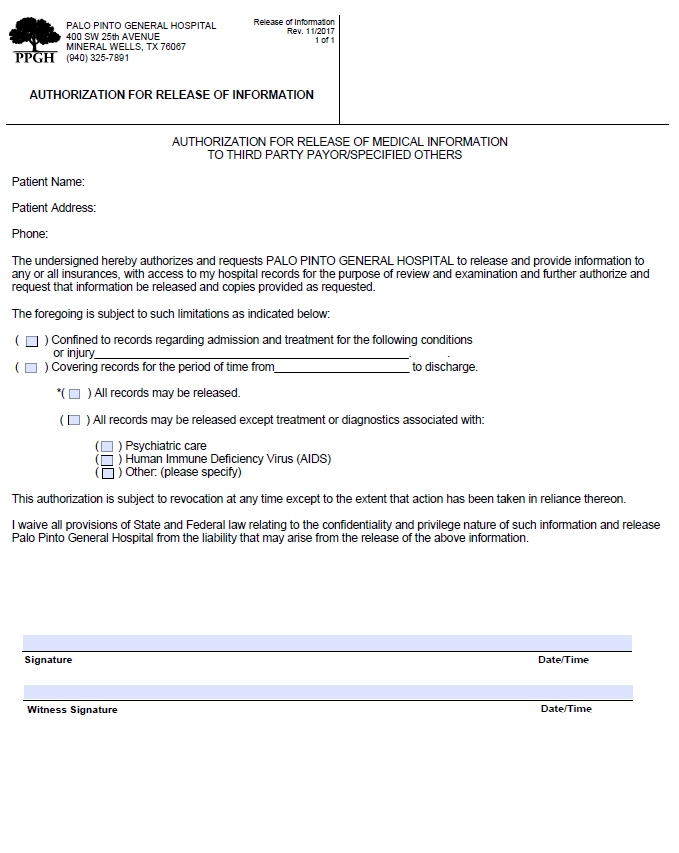 PPGH
PALO PINTO GENERAL HOSPITAL
400 SW 25th AVENUE
MINERAL WELLS, TX 76067
(940) 325-7891
Release of Information
Rev. 11/2017
1 of 1
AUTHORIZATION FOR RELEASE OF INFORMATION
AUTHORIZATION FOR RELEASE OF MEDICAL INFORMATION
TO THIRD PARTY PAYOR/SPECIFIED OTHERS
Patient Name:
Patient Address:
Phone:
The undersigned hereby authorizes and requests PALO PINTO GENERAL HOSPITAL to release and provide information to
any or all insurances, with access to my hospital records for the purpose of review and examination and further authorize and
request that information be released and copies provided as requested.
The foregoing is subject to such limitations as indicated below:
( ) Confined to records regarding admission and treatment for the following conditions
or injury__________________________________________________. .
( ) Covering records for the period of time from______________________ to discharge.
*( ) All records may be released.
( ) All records may be released except treatment or diagnostics associated with:
( ) Psychiatric care
( ) Human Immune Deficiency Virus (AIDS)
( ) Other: (please specify)
This authorization is subject to revocation at any time except to the extent that action has been taken in reliance thereon.
I waive all provisions of State and Federal law relating to the confidentiality and privilege nature of such information and release
Palo Pinto General Hospital from the liability that may arise from the release of the above information.
Signature Date/Time
Witness Signature Date/Time